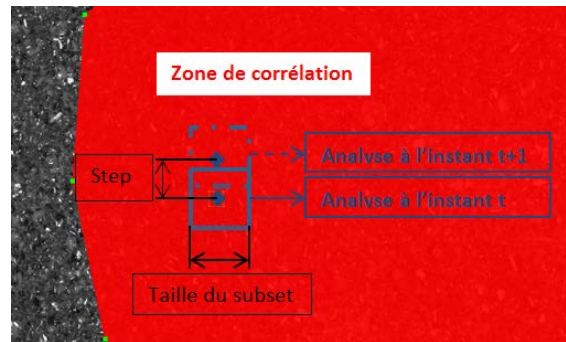 Zone de corrélation
Analyse à l'instant t+1
Step
Analyse à l'instant t
Taille du subset